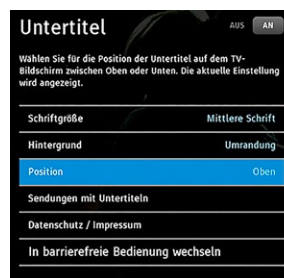 Untertitel AUS AN
Wählen Sie für die Position der Untertitel auf dem TV-
Bildschirm zwischen Oben oder Unten. Die aktuelle Einstellung
wird angezeigt.
Schriftgröße Mittlere Schrift
Hintergrund Umrandung
Position Oben
Sendungen mit Untertiteln
Datenschutz / Impressum
In barrierefreie Bedienung wechseln